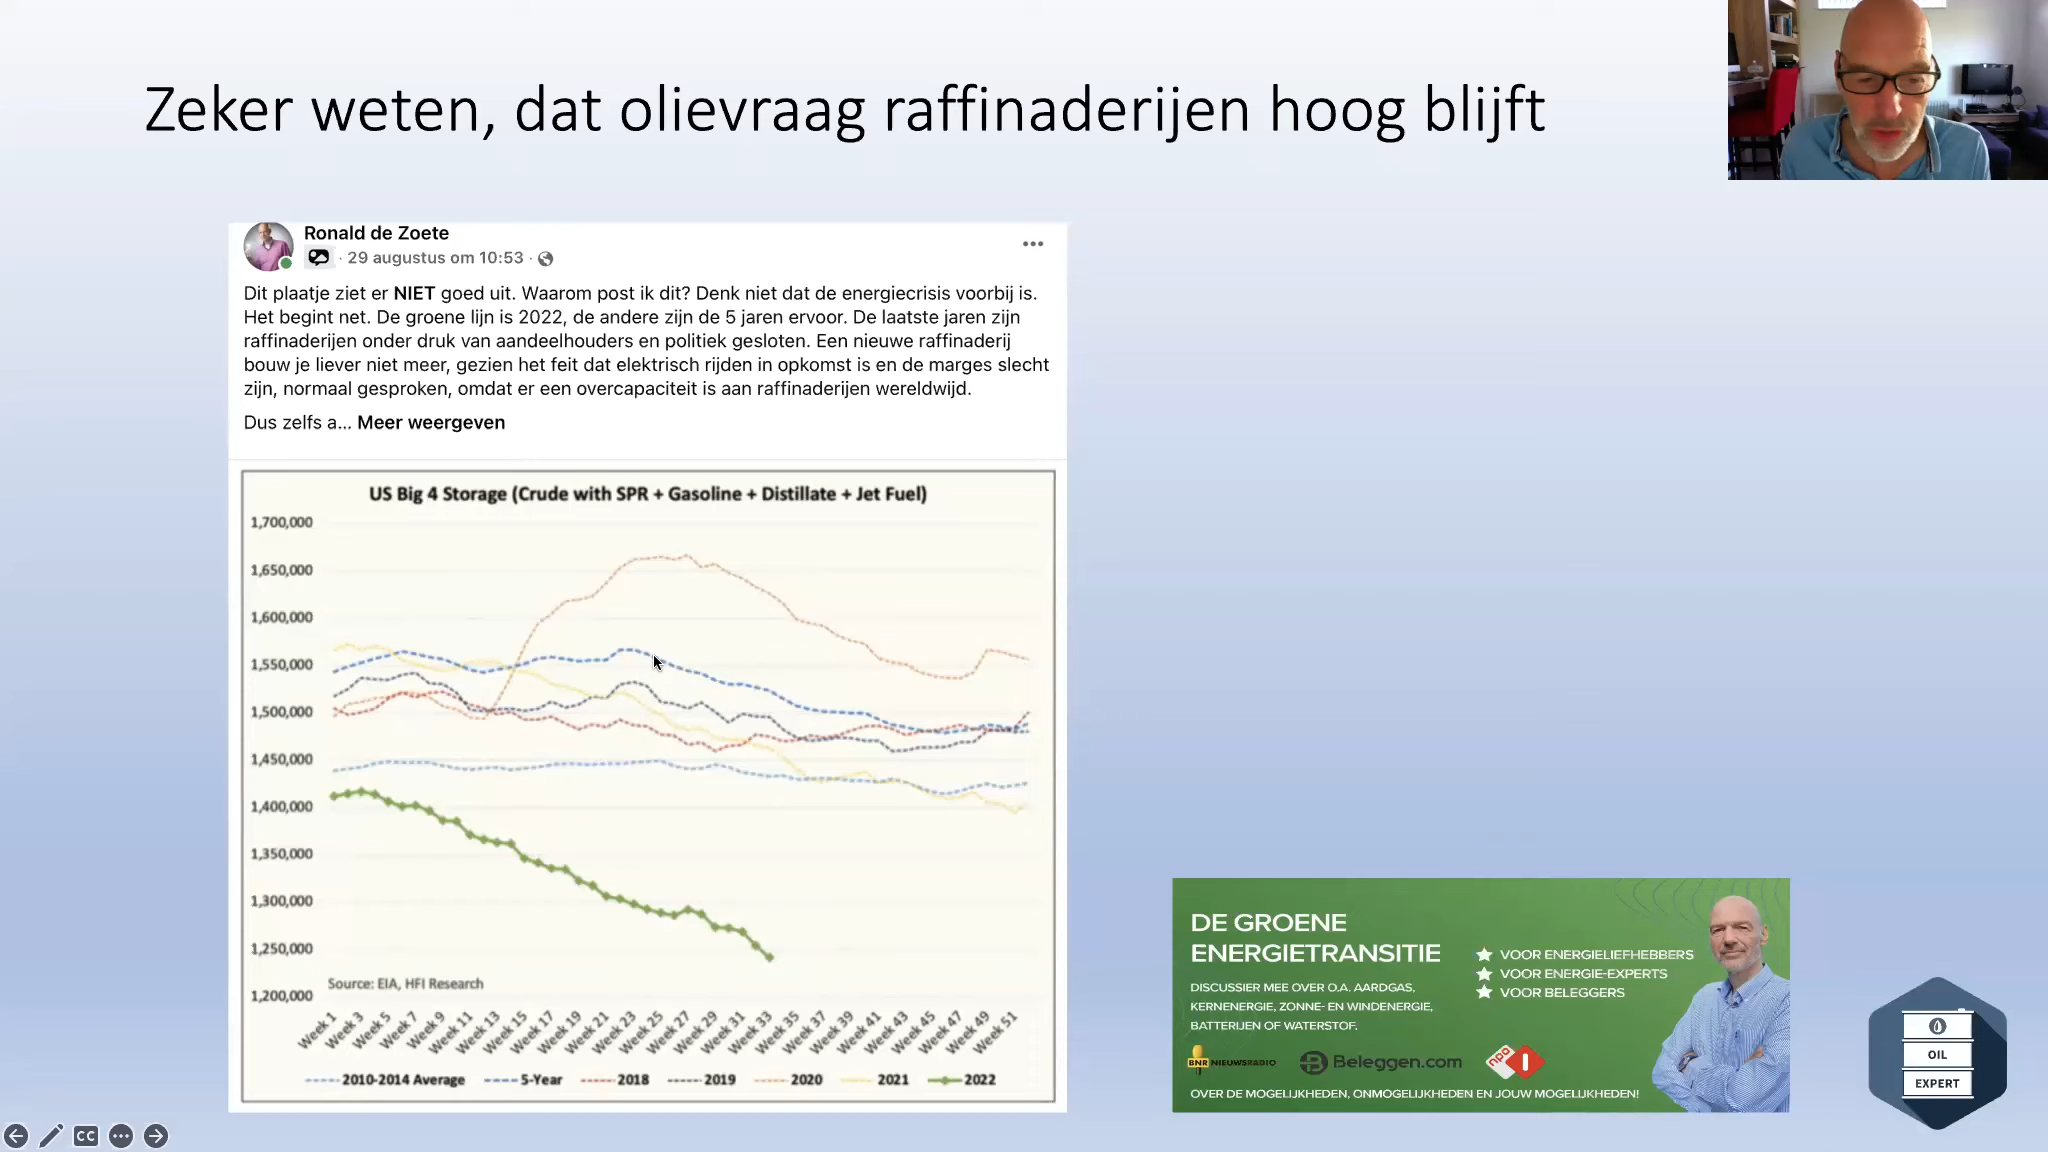 Zeker weten, dat olievraag raffinaderijen hoog blijft
Ronald de Zoete
· 29 augustus om 10:53 ·
Dit plaatje ziet er NIET goed uit. Waarom post ik dit? Denk niet dat de energiecrisis voorbij is.
Het begint net. De groene lijn is 2022, de andere zijn de 5 jaren ervoor. De laatste jaren zijn
raffinaderijen onder druk van aandeelhouders en politiek gesloten. Een nieuwe raffinaderij
bouw je liever niet meer, gezien het feit dat elektrisch rijden in opkomst is en de marges slecht
zijn, normaal gesproken, omdat er een overcapaciteit is aan raffinaderijen wereldwijd.
Dus zelfs a... Meer weergeven
US Big 4 Storage (Crude with SPR + Gasoline + Distillate + Jet Fuel)
1,700,000
1,650,000
1,600,000
1,550,000
1,500,000
1,450,000
1,400,000
1,350,000
1,300,000
1,250,000
1,200,000
Source: EIA, HFI Research
Week 1
Week 3
Week 5
Week 7
Week 9
Week 11
Week 13
Week 15
Week 17
Week 19
Week 21
Week 23
Week 25
Week 27
Week 29
Week 31
Week 33
Week 35
Week 37
Week 39
Week 41
Week 43
Week 45
Week 47
Week 49
Week 51
2010-2014 Average 5-Year 2018 2019 2020 2021 2022
DE GROENE
ENERGIETRANSITIE
DISCUSSIEER MEE OVER O.A. AARDGAS,
KERNENERGIE, ZONNE- EN WINDENERGIE,
BATTERIJEN OF WATERSTOF.
VOOR ENERGIELIEFHEBBERS
VOOR ENERGIE-EXPERTS
VOOR BELEGGERS
BNR NIEUWSRADIO Beleggen.com npo 1
OVER DE MOGELIJKHEDEN, ONMOGELIJKHEDEN EN JOUW MOGELIJKHEDEN!
OIL
EXPERT
CC